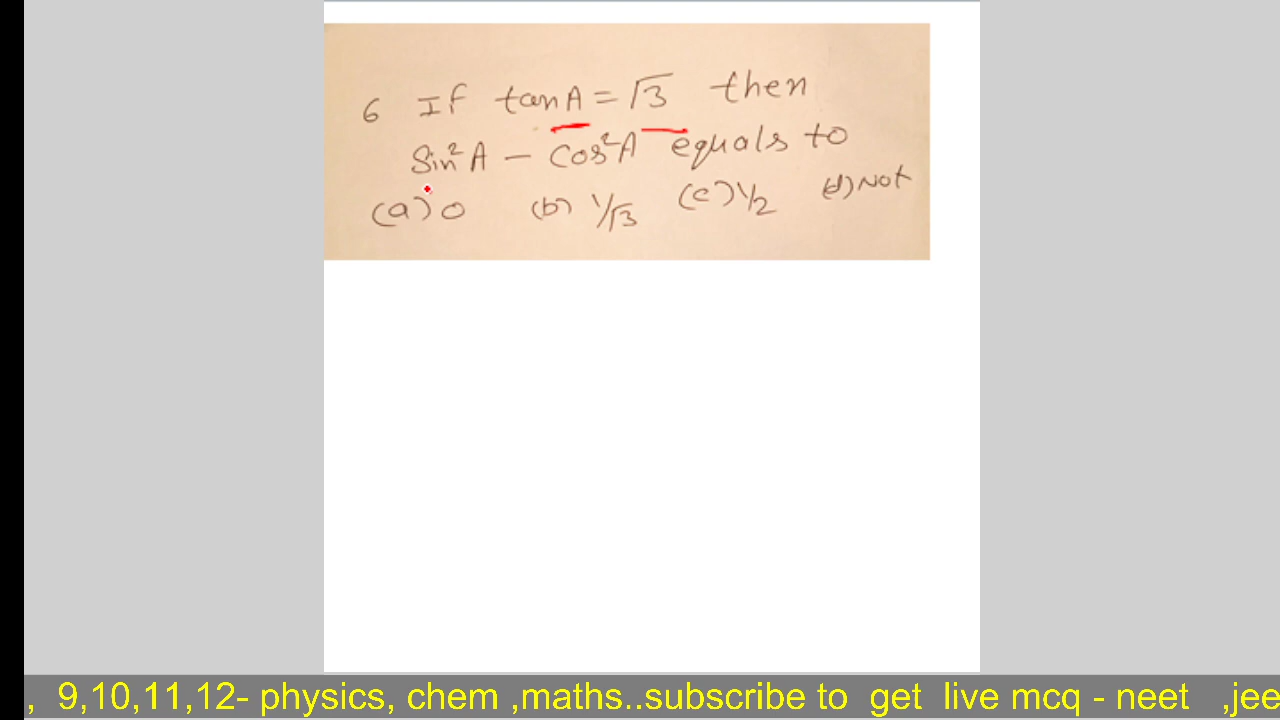 6 If tanA = √3 then
Sin²A - Cos²A equals to
(a) 0 (b) 1/√3 (c) 1/2 (d) Not
, 9,10,11,12- physics, chem ,maths..subscribe to get live mcq - neet ,jee